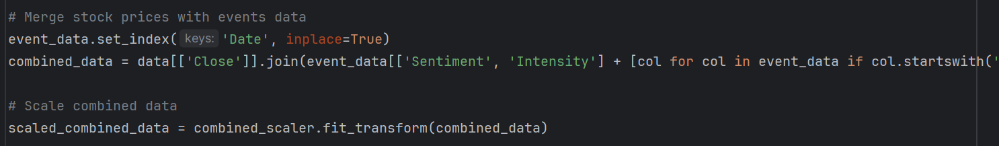 # Merge stock prices with events data
event_data.set_index( keys: 'Date', inplace=True)
combined_data = data[['Close']].join(event_data[['Sentiment', 'Intensity'] + [col for col in event_data if col.startswith('
# Scale combined data
scaled_combined_data = combined_scaler.fit_transform(combined_data)